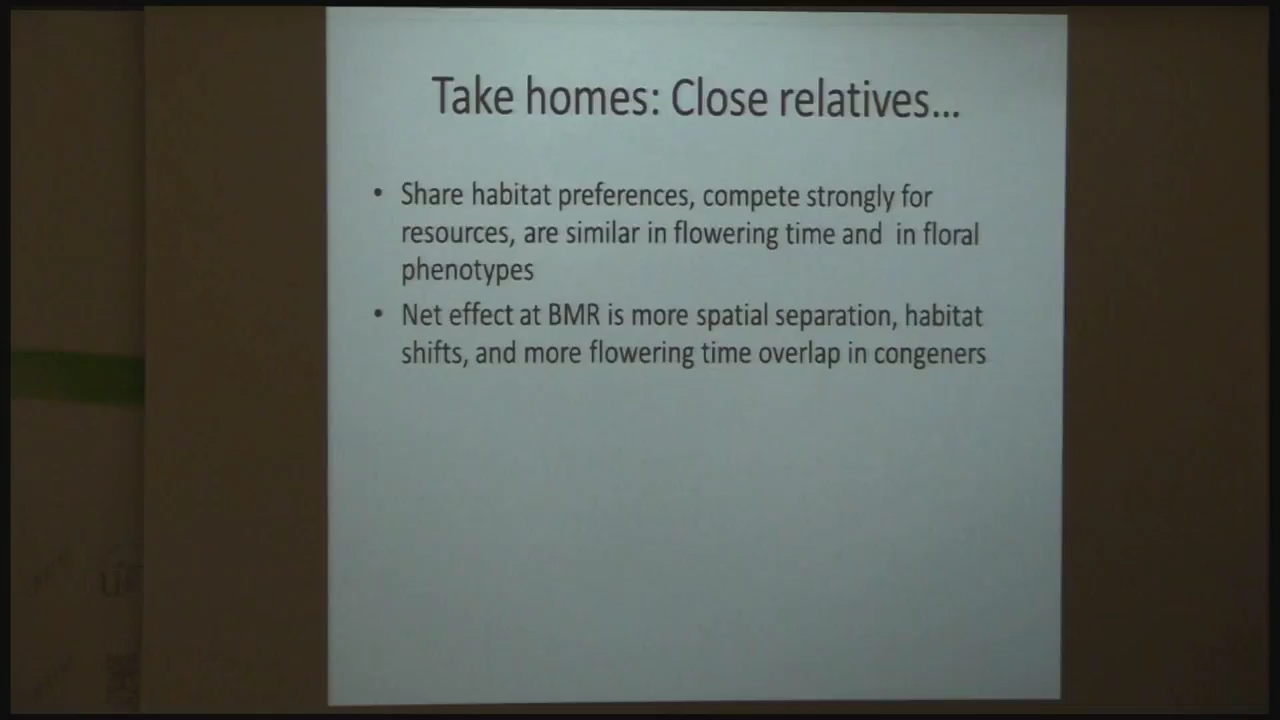 Take homes: Close relatives...
• Share habitat preferences, compete strongly for
resources, are similar in flowering time and in floral
phenotypes
• Net effect at BMR is more spatial separation, habitat
shifts, and more flowering time overlap in congeners